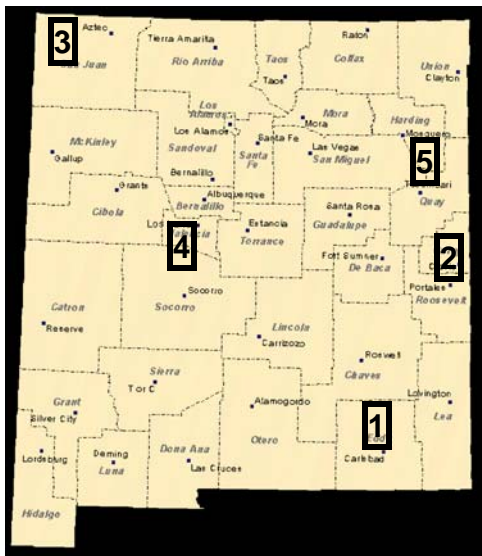 3
Aztec
San Juan
Tierra Amarilla
Rio Arriba
Taos
Taos
Raton
Colfax
Union
Clayton
Los
Alamos
Los Alamos
Sandoval
Santa Fe
Santa
Fe
Mora
Mora
Harding
Mosquero
McKinley
Gallup
Las Vegas
San Miguel
5
Bernalillo
Grants
Cibola
Albuquerque
Bernalillo
Santa Rosa
Guadalupe
Quay
Los
4
Estancia
Torrance
Fort Sumner
De Baca
2
Portales
Roosevelt
Catron
Reserve
Socorro
Socorro
Lincoln
Carrizozo
Roswell
Chaves
Sierra
T or C
Grant
Silver City
Alamogordo
Otero
Lovington
Lea
1
Carlsbad
Lordsburg
Deming
Luna
Dona Ana
Las Cruces
Hidalgo